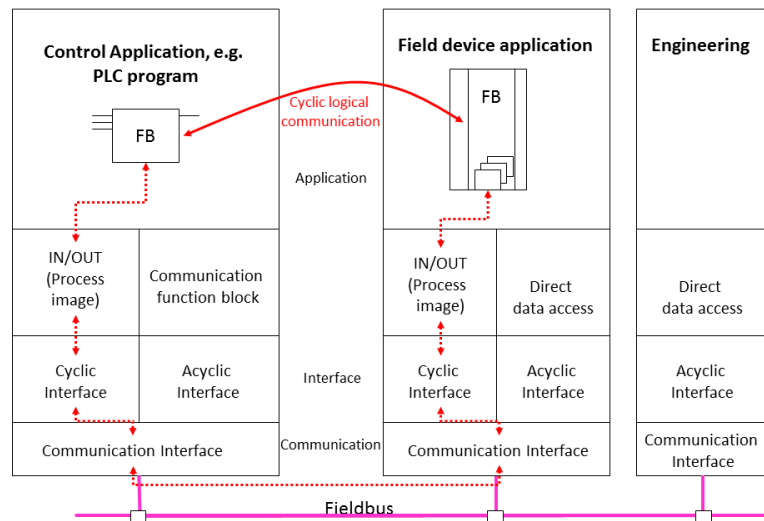 Control Application, e.g.
PLC program
Field device application
Engineering
FB
Cyclic logical
communication
FB
Application
IN/OUT
(Process
image)
Communication
function block
IN/OUT
(Process
image)
Direct
data access
Direct
data access
Cyclic
Interface
Acyclic
Interface
Interface
Cyclic
Interface
Acyclic
Interface
Acyclic
Interface
Communication Interface
Communication
Communication Interface
Communication
Interface
Fieldbus